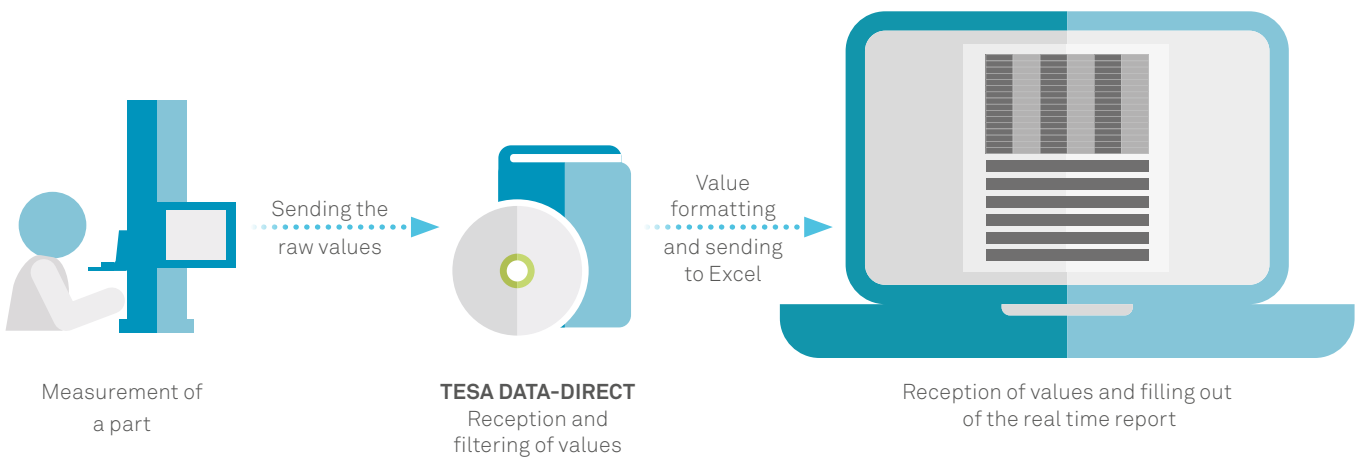 Sending the
raw values
Value
formatting
and sending
to Excel
Measurement of
a part
TESA DATA-DIRECT
Reception and
filtering of values
Reception of values and filling out
of the real time report